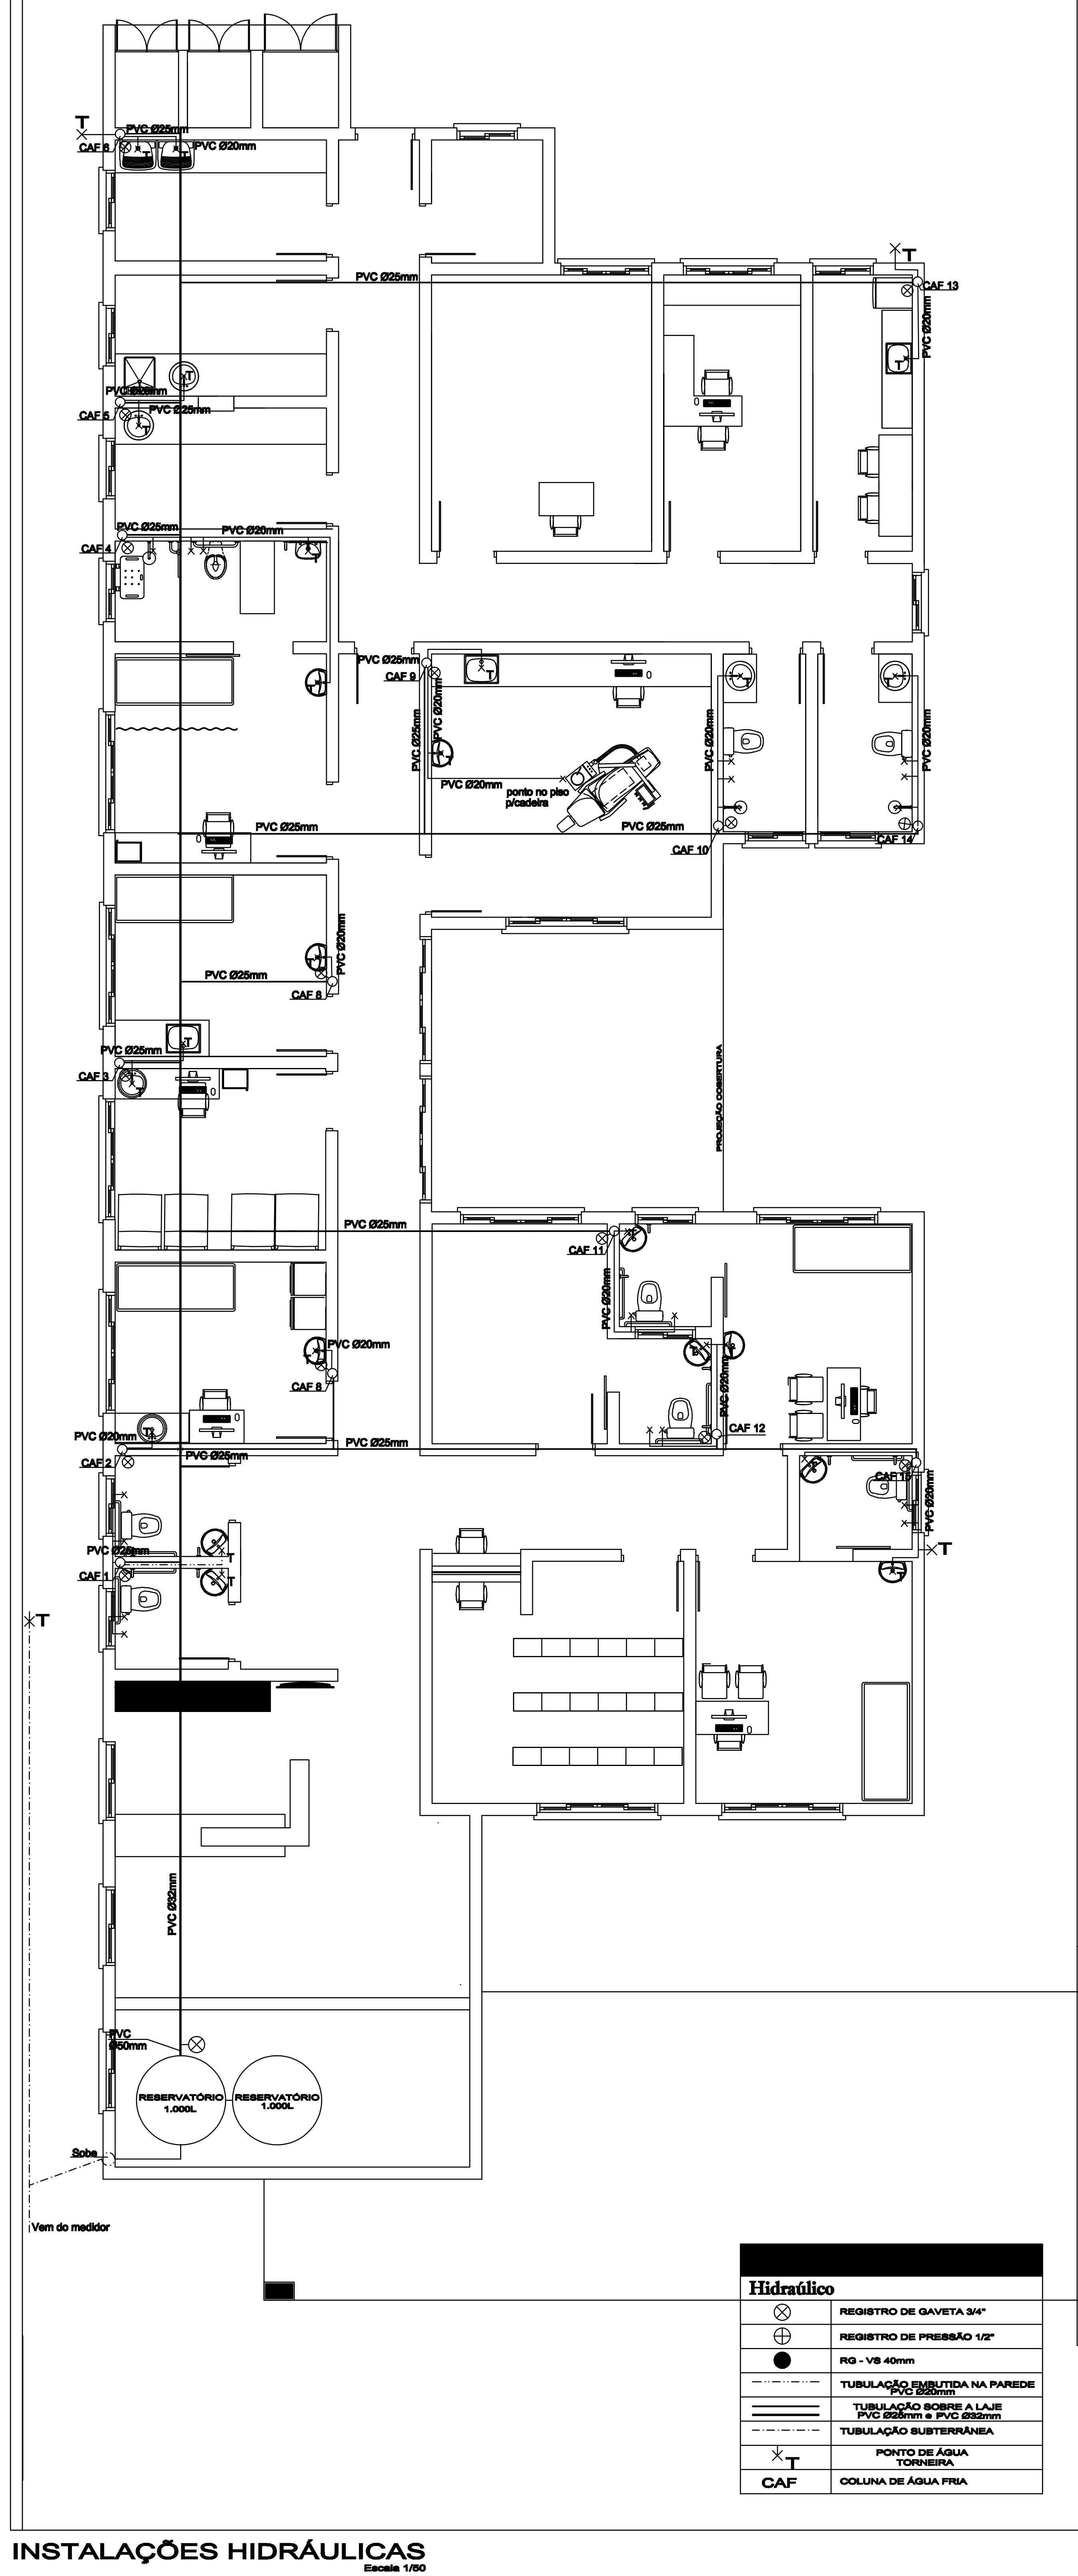 T
PVC Ø25mm
CAF 6
PVC Ø20mm
T
T
PVC Ø25mm
T
CAF 13
PVC Ø20mm
T
T
PVC Ø25mm
PVC Ø25mm
CAF 5
T
PVC Ø25mm
PVC Ø20mm
CAF 4
T
PVC Ø25mm
CAF 9
T
T
PVC Ø20mm
PVC Ø25mm
PVC Ø20mm
ponto no piso
p/cadeira
T
T
PVC Ø20mm
PVC Ø20mm
PVC Ø25mm
PVC Ø25mm
CAF 10
CAF 14
PVC Ø20mm
T
PVC Ø25mm
CAF 8
T
PVC Ø25mm
CAF 3
T
PROJEÇÃO COBERTURA
PVC Ø25mm
CAF 11
T
PVC Ø20mm
PVC Ø20mm
T
CAF 8
T
PVC Ø20mm
CAF 12
T
PVC Ø20mm
PVC Ø25mm
CAF 2
PVC Ø25mm
T
CAF 15
PVC Ø20mm
PVC Ø25mm
T
CAF 1
T
T
T
T
PVC Ø32mm
PVC
Ø50mm
RESERVATÓRIO
1.000L
RESERVATÓRIO
1.000L
Sobe
Vem do medidor
Hidraúlico
REGISTRO DE GAVETA 3/4"
REGISTRO DE PRESSÃO 1/2"
RG - VS 40mm
TUBULAÇÃO EMBUTIDA NA PAREDE
PVC Ø20mm
TUBULAÇÃO SOBRE A LAJE
PVC Ø25mm e PVC Ø32mm
TUBULAÇÃO SUBTERRÂNEA
T
PONTO DE ÁGUA
TORNEIRA
CAF
COLUNA DE ÁGUA FRIA
INSTALAÇÕES HIDRÁULICAS
Escala 1/50